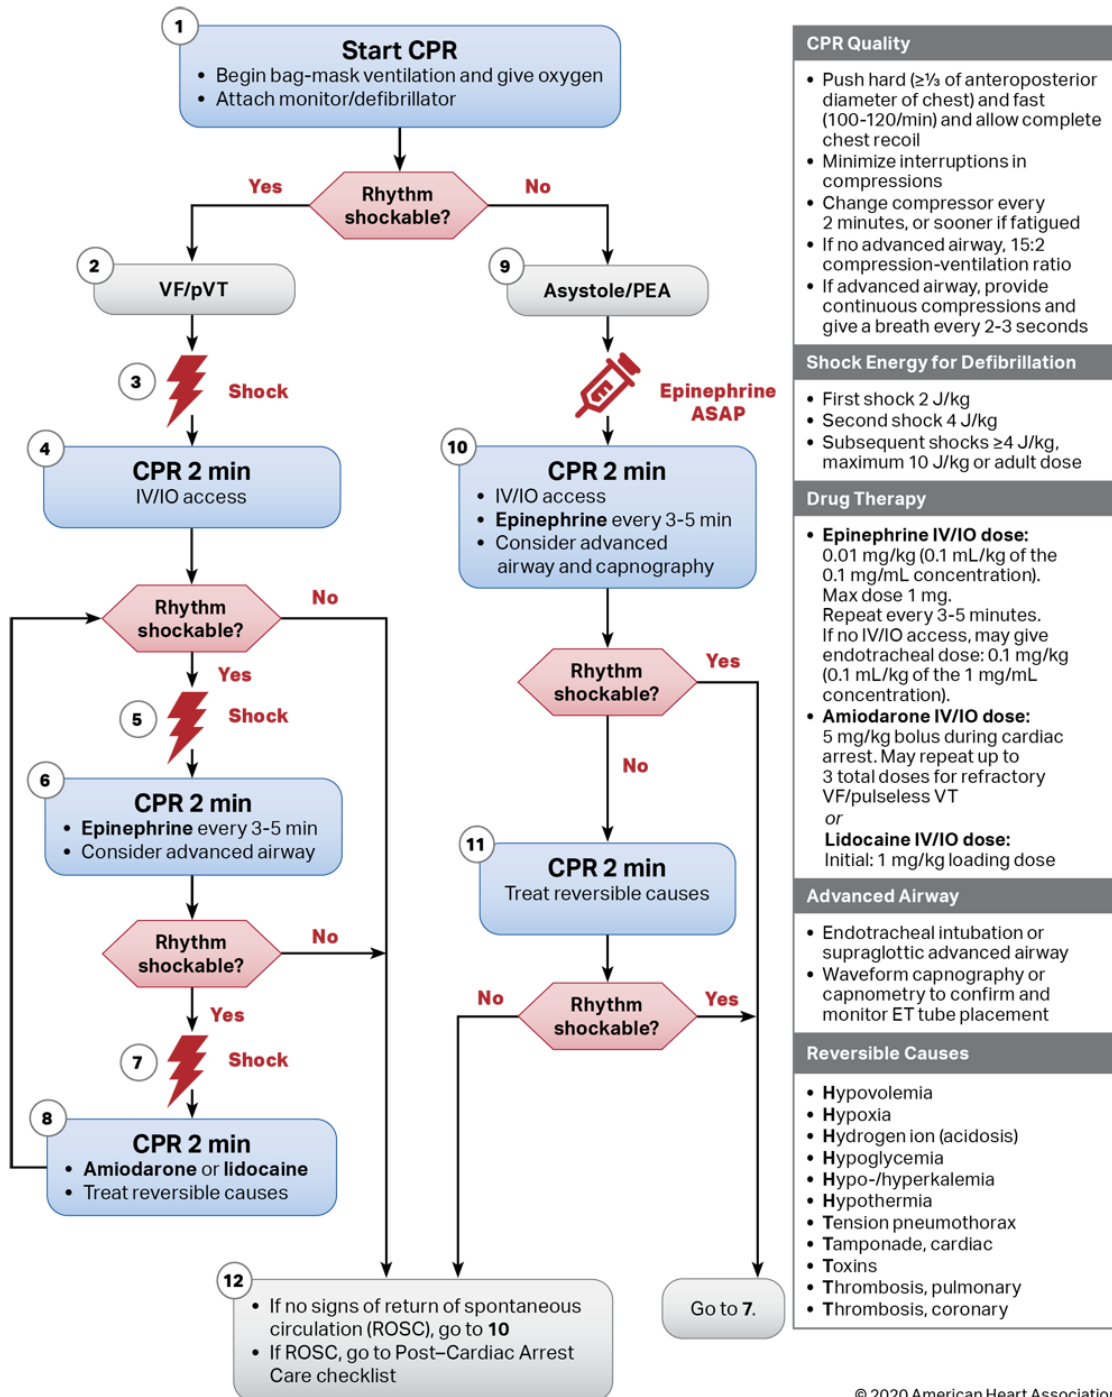 1
Start CPR
• Begin bag-mask ventilation and give oxygen
• Attach monitor/defibrillator
Yes
Rhythm
shockable?
No
2
VF/pVT
3
Shock
4
CPR 2 min
IV/IO access
Rhythm
shockable?
No
Yes
5
Shock
6
CPR 2 min
• Epinephrine every 3-5 min
• Consider advanced airway
Rhythm
shockable?
No
Yes
7
Shock
8
CPR 2 min
• Amiodarone or lidocaine
• Treat reversible causes
9
Asystole/PEA
Epinephrine
ASAP
10
CPR 2 min
• IV/IO access
• Epinephrine every 3-5 min
• Consider advanced
airway and capnography
Rhythm
shockable?
Yes
No
11
CPR 2 min
Treat reversible causes
No
Rhythm
shockable?
Yes
12
• If no signs of return of spontaneous
circulation (ROSC), go to 10
• If ROSC, go to Post–Cardiac Arrest
Care checklist
Go to 7.
CPR Quality
• Push hard (≥⅓ of anteroposterior
diameter of chest) and fast
(100-120/min) and allow complete
chest recoil
• Minimize interruptions in
compressions
• Change compressor every
2 minutes, or sooner if fatigued
• If no advanced airway, 15:2
compression-ventilation ratio
• If advanced airway, provide
continuous compressions and
give a breath every 2-3 seconds
Shock Energy for Defibrillation
• First shock 2 J/kg
• Second shock 4 J/kg
• Subsequent shocks ≥4 J/kg,
maximum 10 J/kg or adult dose
Drug Therapy
• Epinephrine IV/IO dose:
0.01 mg/kg (0.1 mL/kg of the
0.1 mg/mL concentration).
Max dose 1 mg.
Repeat every 3-5 minutes.
If no IV/IO access, may give
endotracheal dose: 0.1 mg/kg
(0.1 mL/kg of the 1 mg/mL
concentration).
• Amiodarone IV/IO dose:
5 mg/kg bolus during cardiac
arrest. May repeat up to
3 total doses for refractory
VF/pulseless VT
or
Lidocaine IV/IO dose:
Initial: 1 mg/kg loading dose
Advanced Airway
• Endotracheal intubation or
supraglottic advanced airway
• Waveform capnography or
capnometry to confirm and
monitor ET tube placement
Reversible Causes
• Hypovolemia
• Hypoxia
• Hydrogen ion (acidosis)
• Hypoglycemia
• Hypo-/hyperkalemia
• Hypothermia
• Tension pneumothorax
• Tamponade, cardiac
• Toxins
• Thrombosis, pulmonary
• Thrombosis, coronary
© 2020 American Heart Association